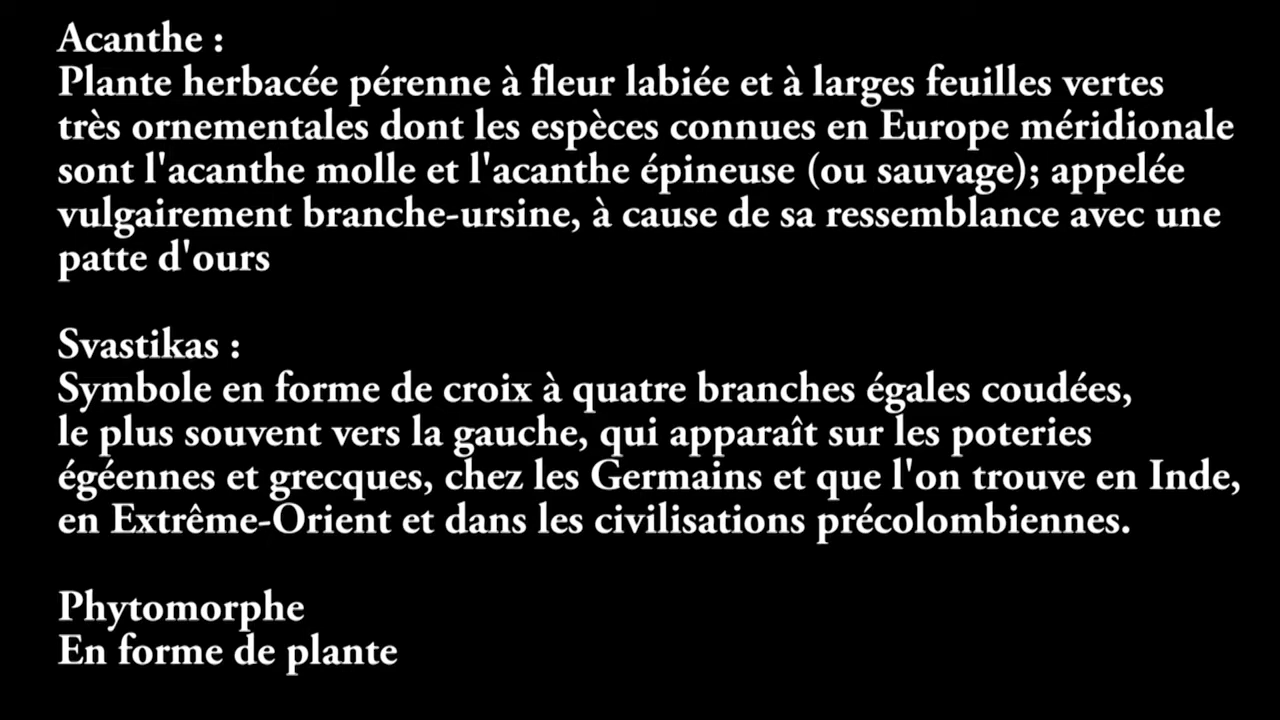 Acanthe :
Plante herbacée pérenne à fleur labiée et à larges feuilles vertes
très ornementales dont les espèces connues en Europe méridionale
sont l'acanthe molle et l'acanthe épineuse (ou sauvage); appelée
vulgairement branche-ursine, à cause de sa ressemblance avec une
patte d'ours
Svastikas :
Symbole en forme de croix à quatre branches égales coudées,
le plus souvent vers la gauche, qui apparaît sur les poteries
égéennes et grecques, chez les Germains et que l'on trouve en Inde,
en Extrême-Orient et dans les civilisations précolombiennes.
Phytomorphe
En forme de plante